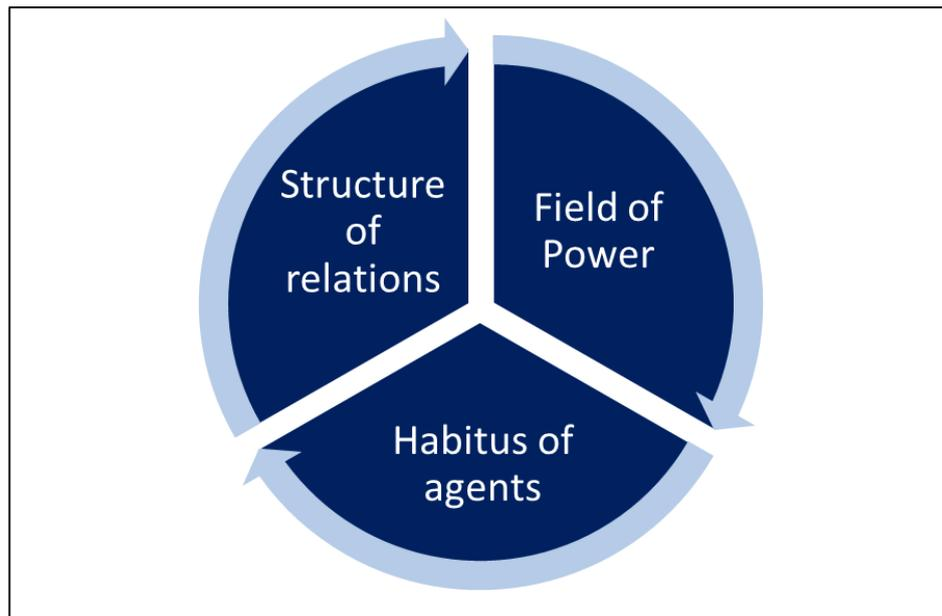 Structure
of
relations
Field of
Power
Habitus of
agents